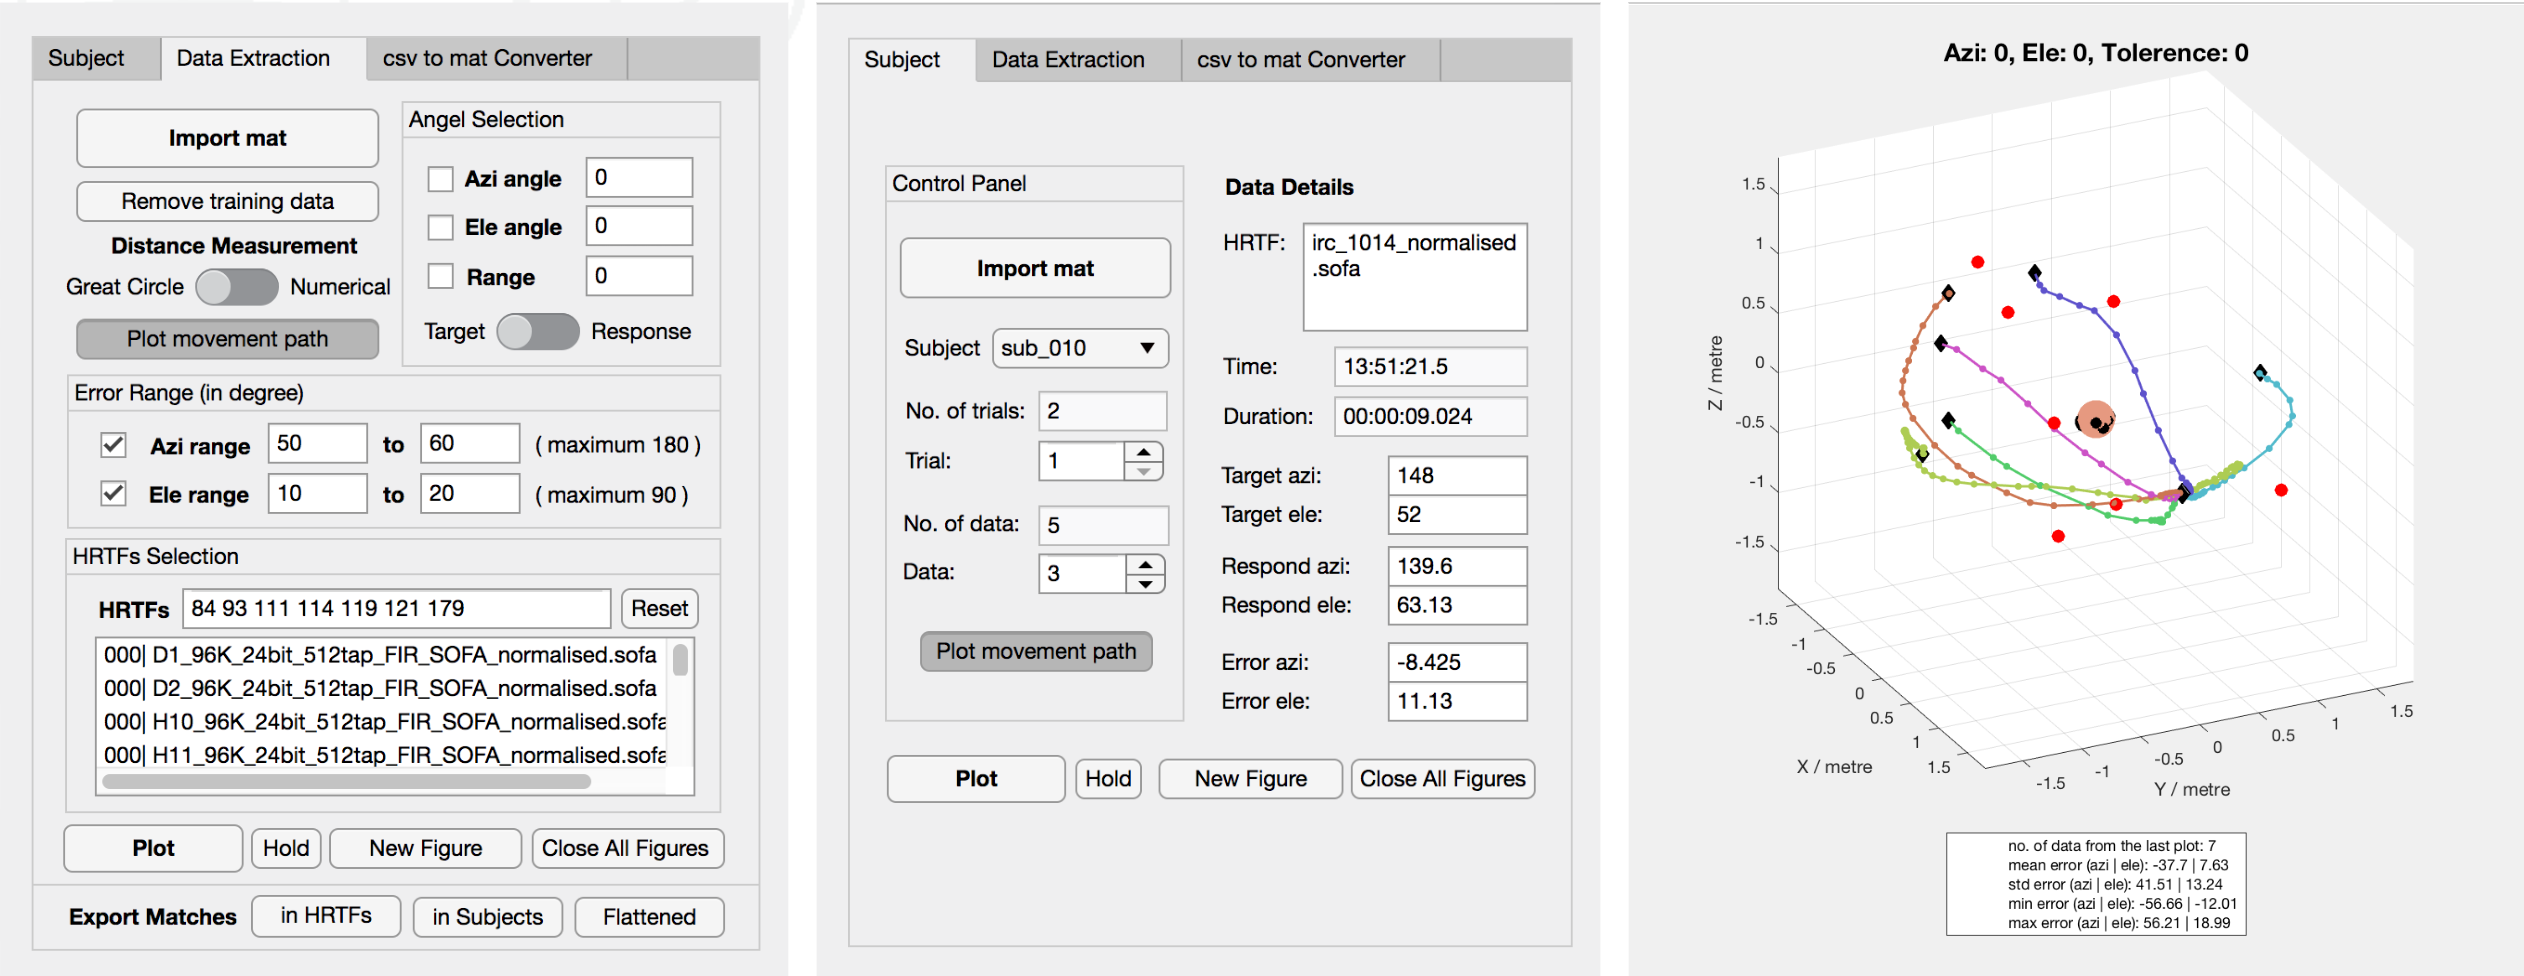 Subject
Data Extraction
csv to mat Converter
Import mat
Remove training data
Distance Measurement
Great Circle
Numerical
Plot movement path
Angel Selection
Azi angle
0
Ele angle
0
Range
0
Target
Response
Error Range (in degree)
Azi range
50
to
60
( maximum 180 )
Ele range
10
to
20
( maximum 90 )
HRTFs Selection
HRTFs
84 93 111 114 119 121 179
Reset
000| D1_96K_24bit_512tap_FIR_SOFA_normalised.sofa
000| D2_96K_24bit_512tap_FIR_SOFA_normalised.sofa
000| H10_96K_24bit_512tap_FIR_SOFA_normalised.sofa
000| H11_96K_24bit_512tap_FIR_SOFA_normalised.sofa
Plot
Hold
New Figure
Close All Figures
Export Matches
in HRTFs
in Subjects
Flattened
Subject
Data Extraction
csv to mat Converter
Control Panel
Import mat
Subject
sub_010
No. of trials:
2
Trial:
1
No. of data:
5
Data:
3
Plot movement path
Data Details
HRTF:
irc_1014_normalised
.sofa
Time:
13:51:21.5
Duration:
00:00:09.024
Target azi:
148
Target ele:
52
Respond azi:
139.6
Respond ele:
63.13
Error azi:
-8.425
Error ele:
11.13
Plot
Hold
New Figure
Close All Figures
Azi: 0, Ele: 0, Tolerence: 0
Z / metre
1.5
1
0.5
0
-0.5
-1
-1.5
X / metre
-1.5
-1
-0.5
0
0.5
1
1.5
Y / metre
-1.5
-1
-0.5
0
0.5
1
1.5
no. of data from the last plot: 7
mean error (azi | ele): -37.7 | 7.63
std error (azi | ele): 41.51 | 13.24
min error (azi | ele): -56.66 | -12.01
max error (azi | ele): 56.21 | 18.99